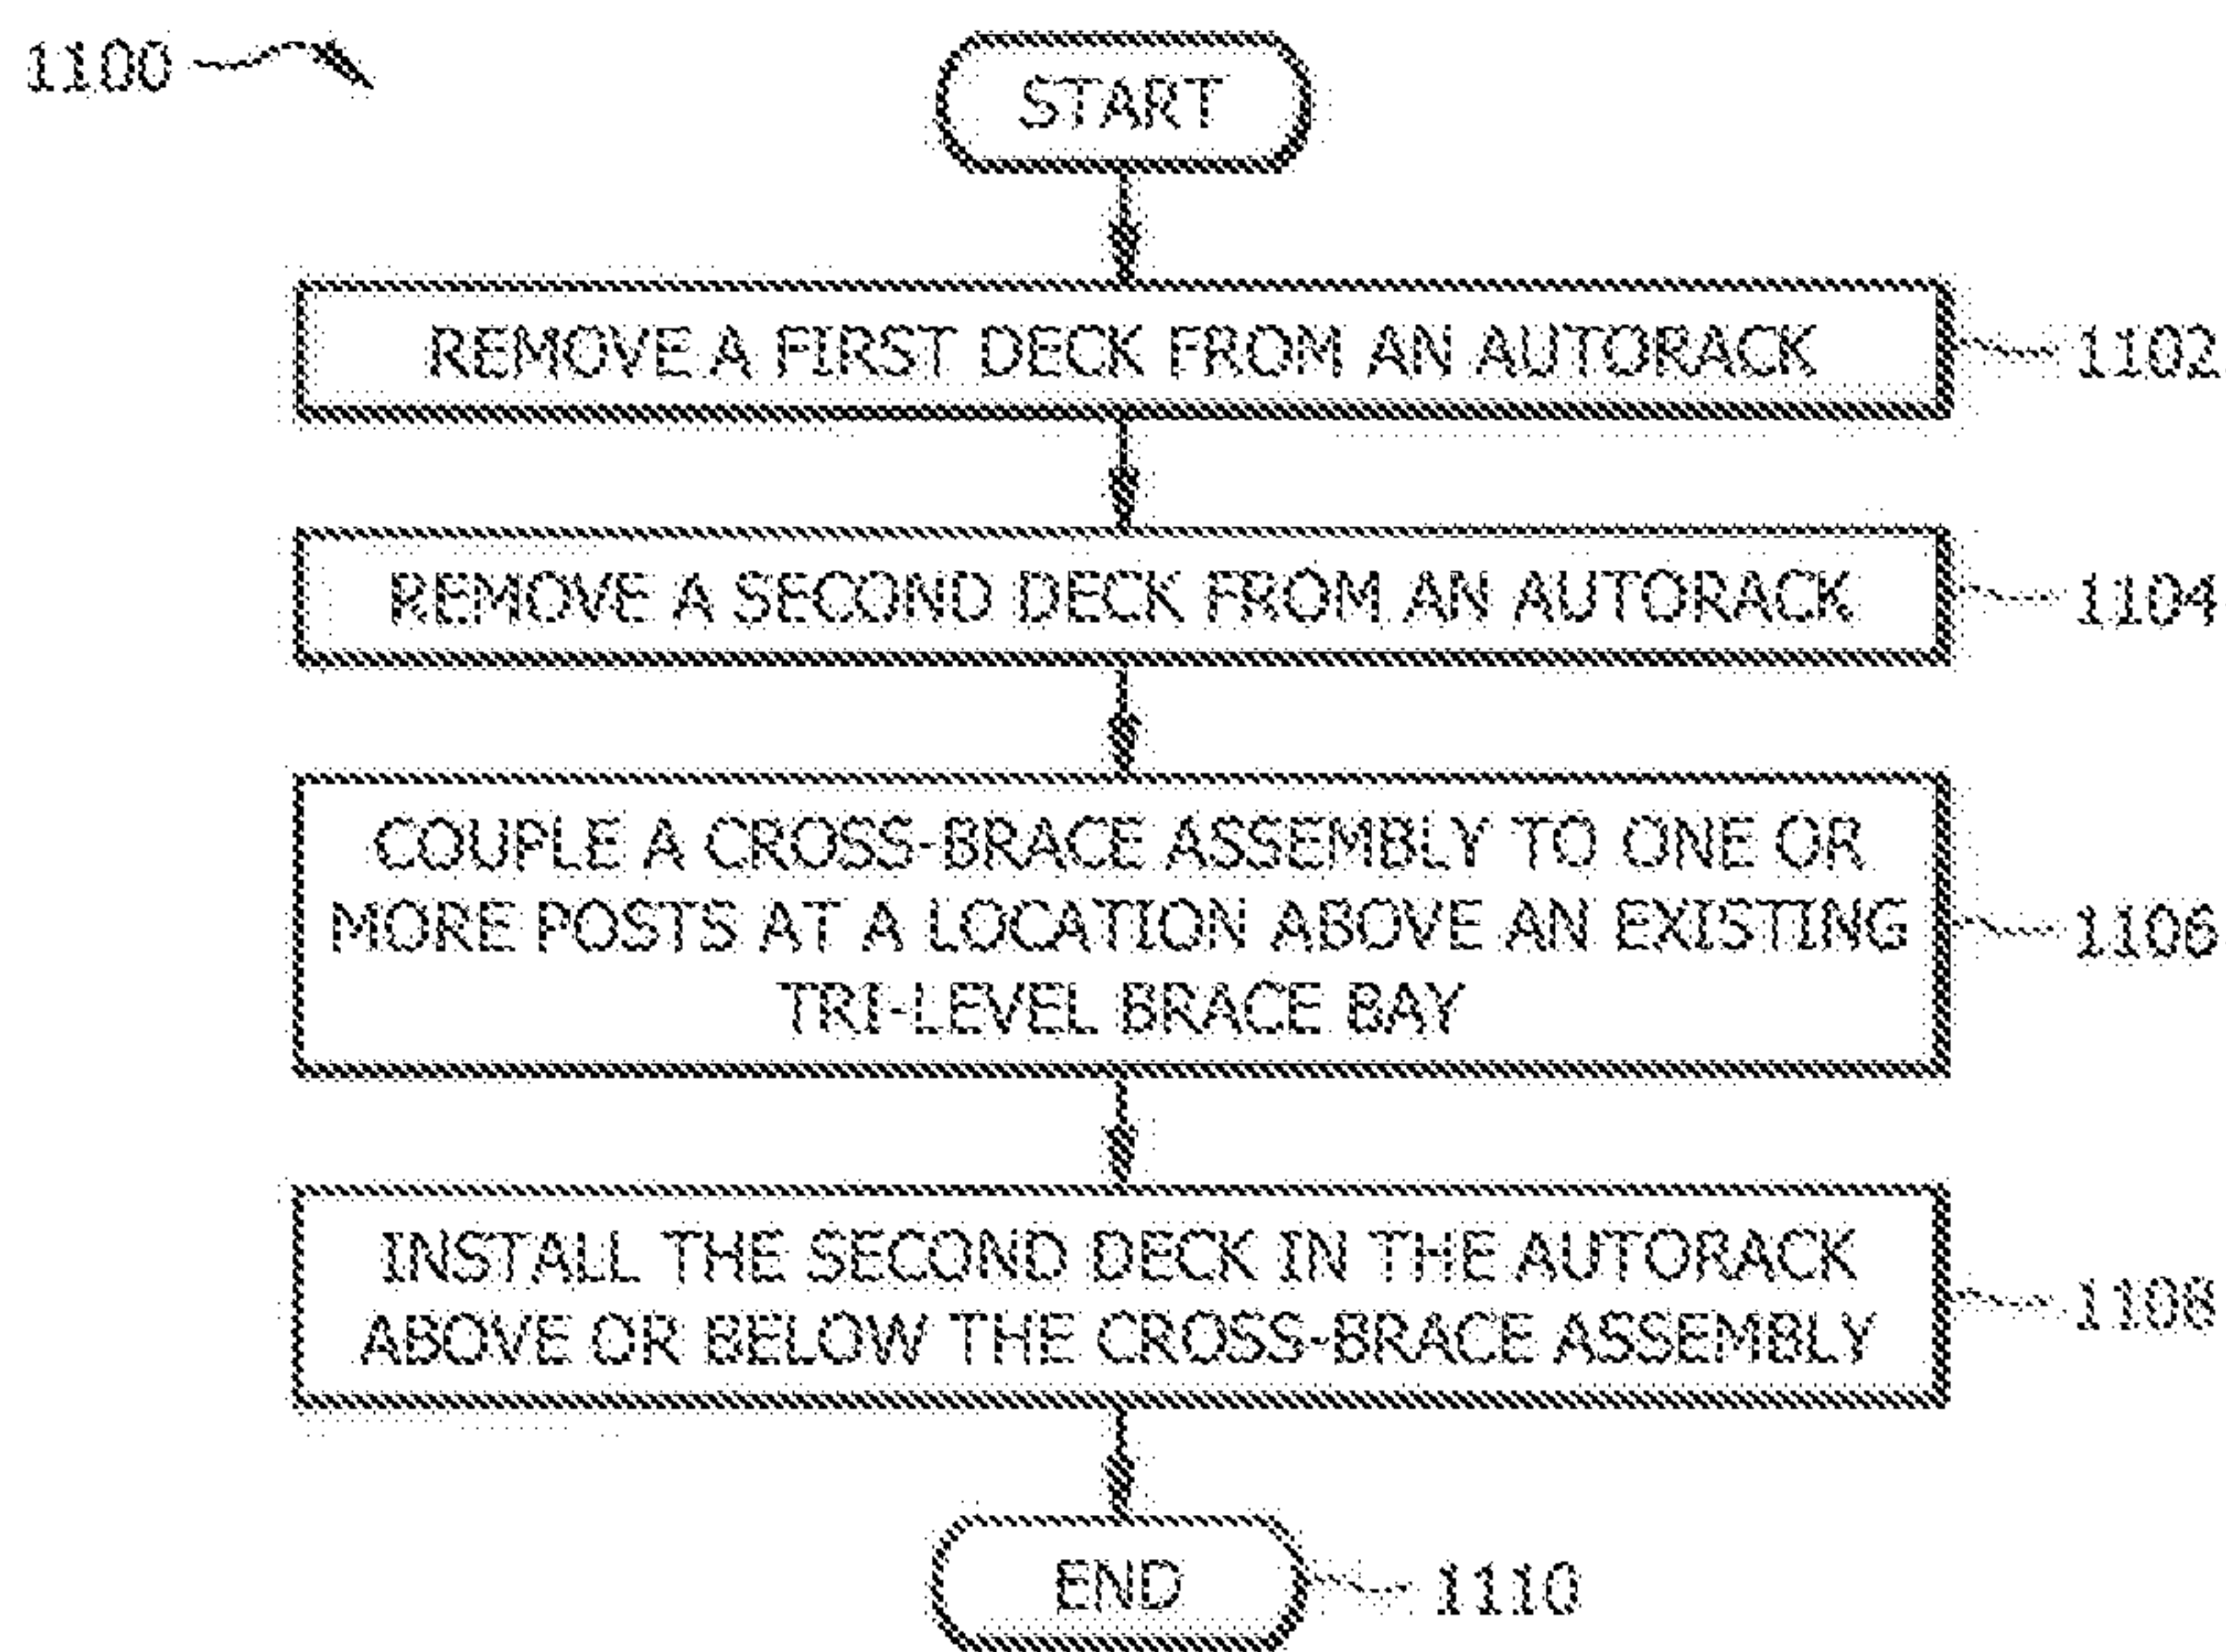 1100
START
REMOVE A FIRST DECK FROM AN AUTORACK
1102
REMOVE A SECOND DECK FROM AN AUTORACK
1104
COUPLE A CROSS-BRACE ASSEMBLY TO ONE OR
MORE POSTS AT A LOCATION ABOVE AN EXISTING
TRI-LEVEL BRACE BAY
1106
INSTALL THE SECOND DECK IN THE AUTORACK
ABOVE OR BELOW THE CROSS-BRACE ASSEMBLY
1108
END
1110